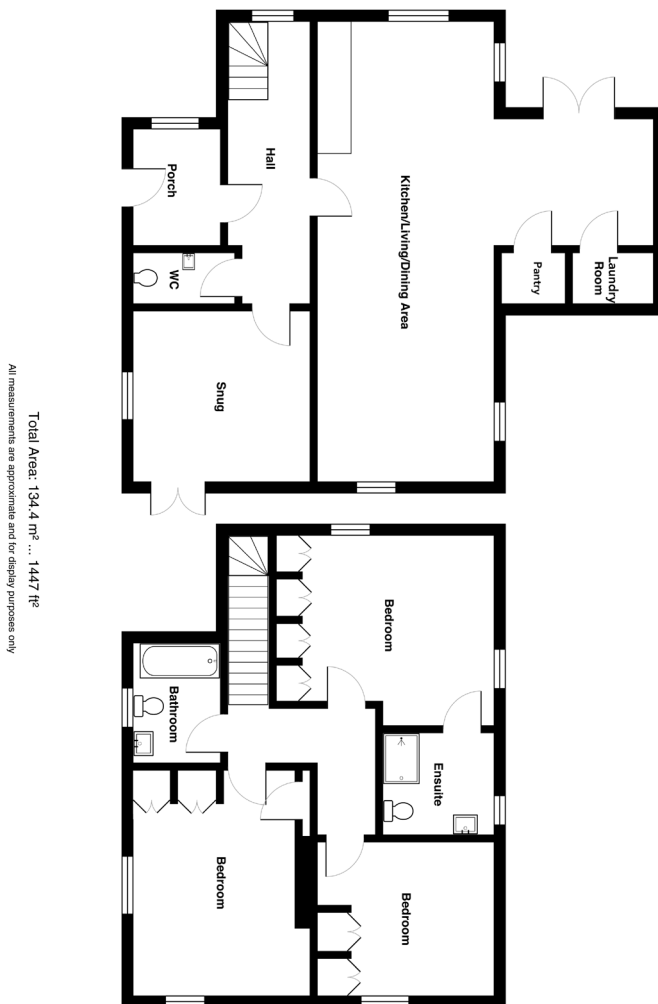 Laundry
Room
Pantry
Kitchen/Living/Dining Area
Hall
Porch
WC
Snug
Bedroom
Ensuite
Bedroom
Bathroom
Bedroom
Total Area: 134.4 m² ... 1447 ft²
All measurements are approximate and for display purposes only